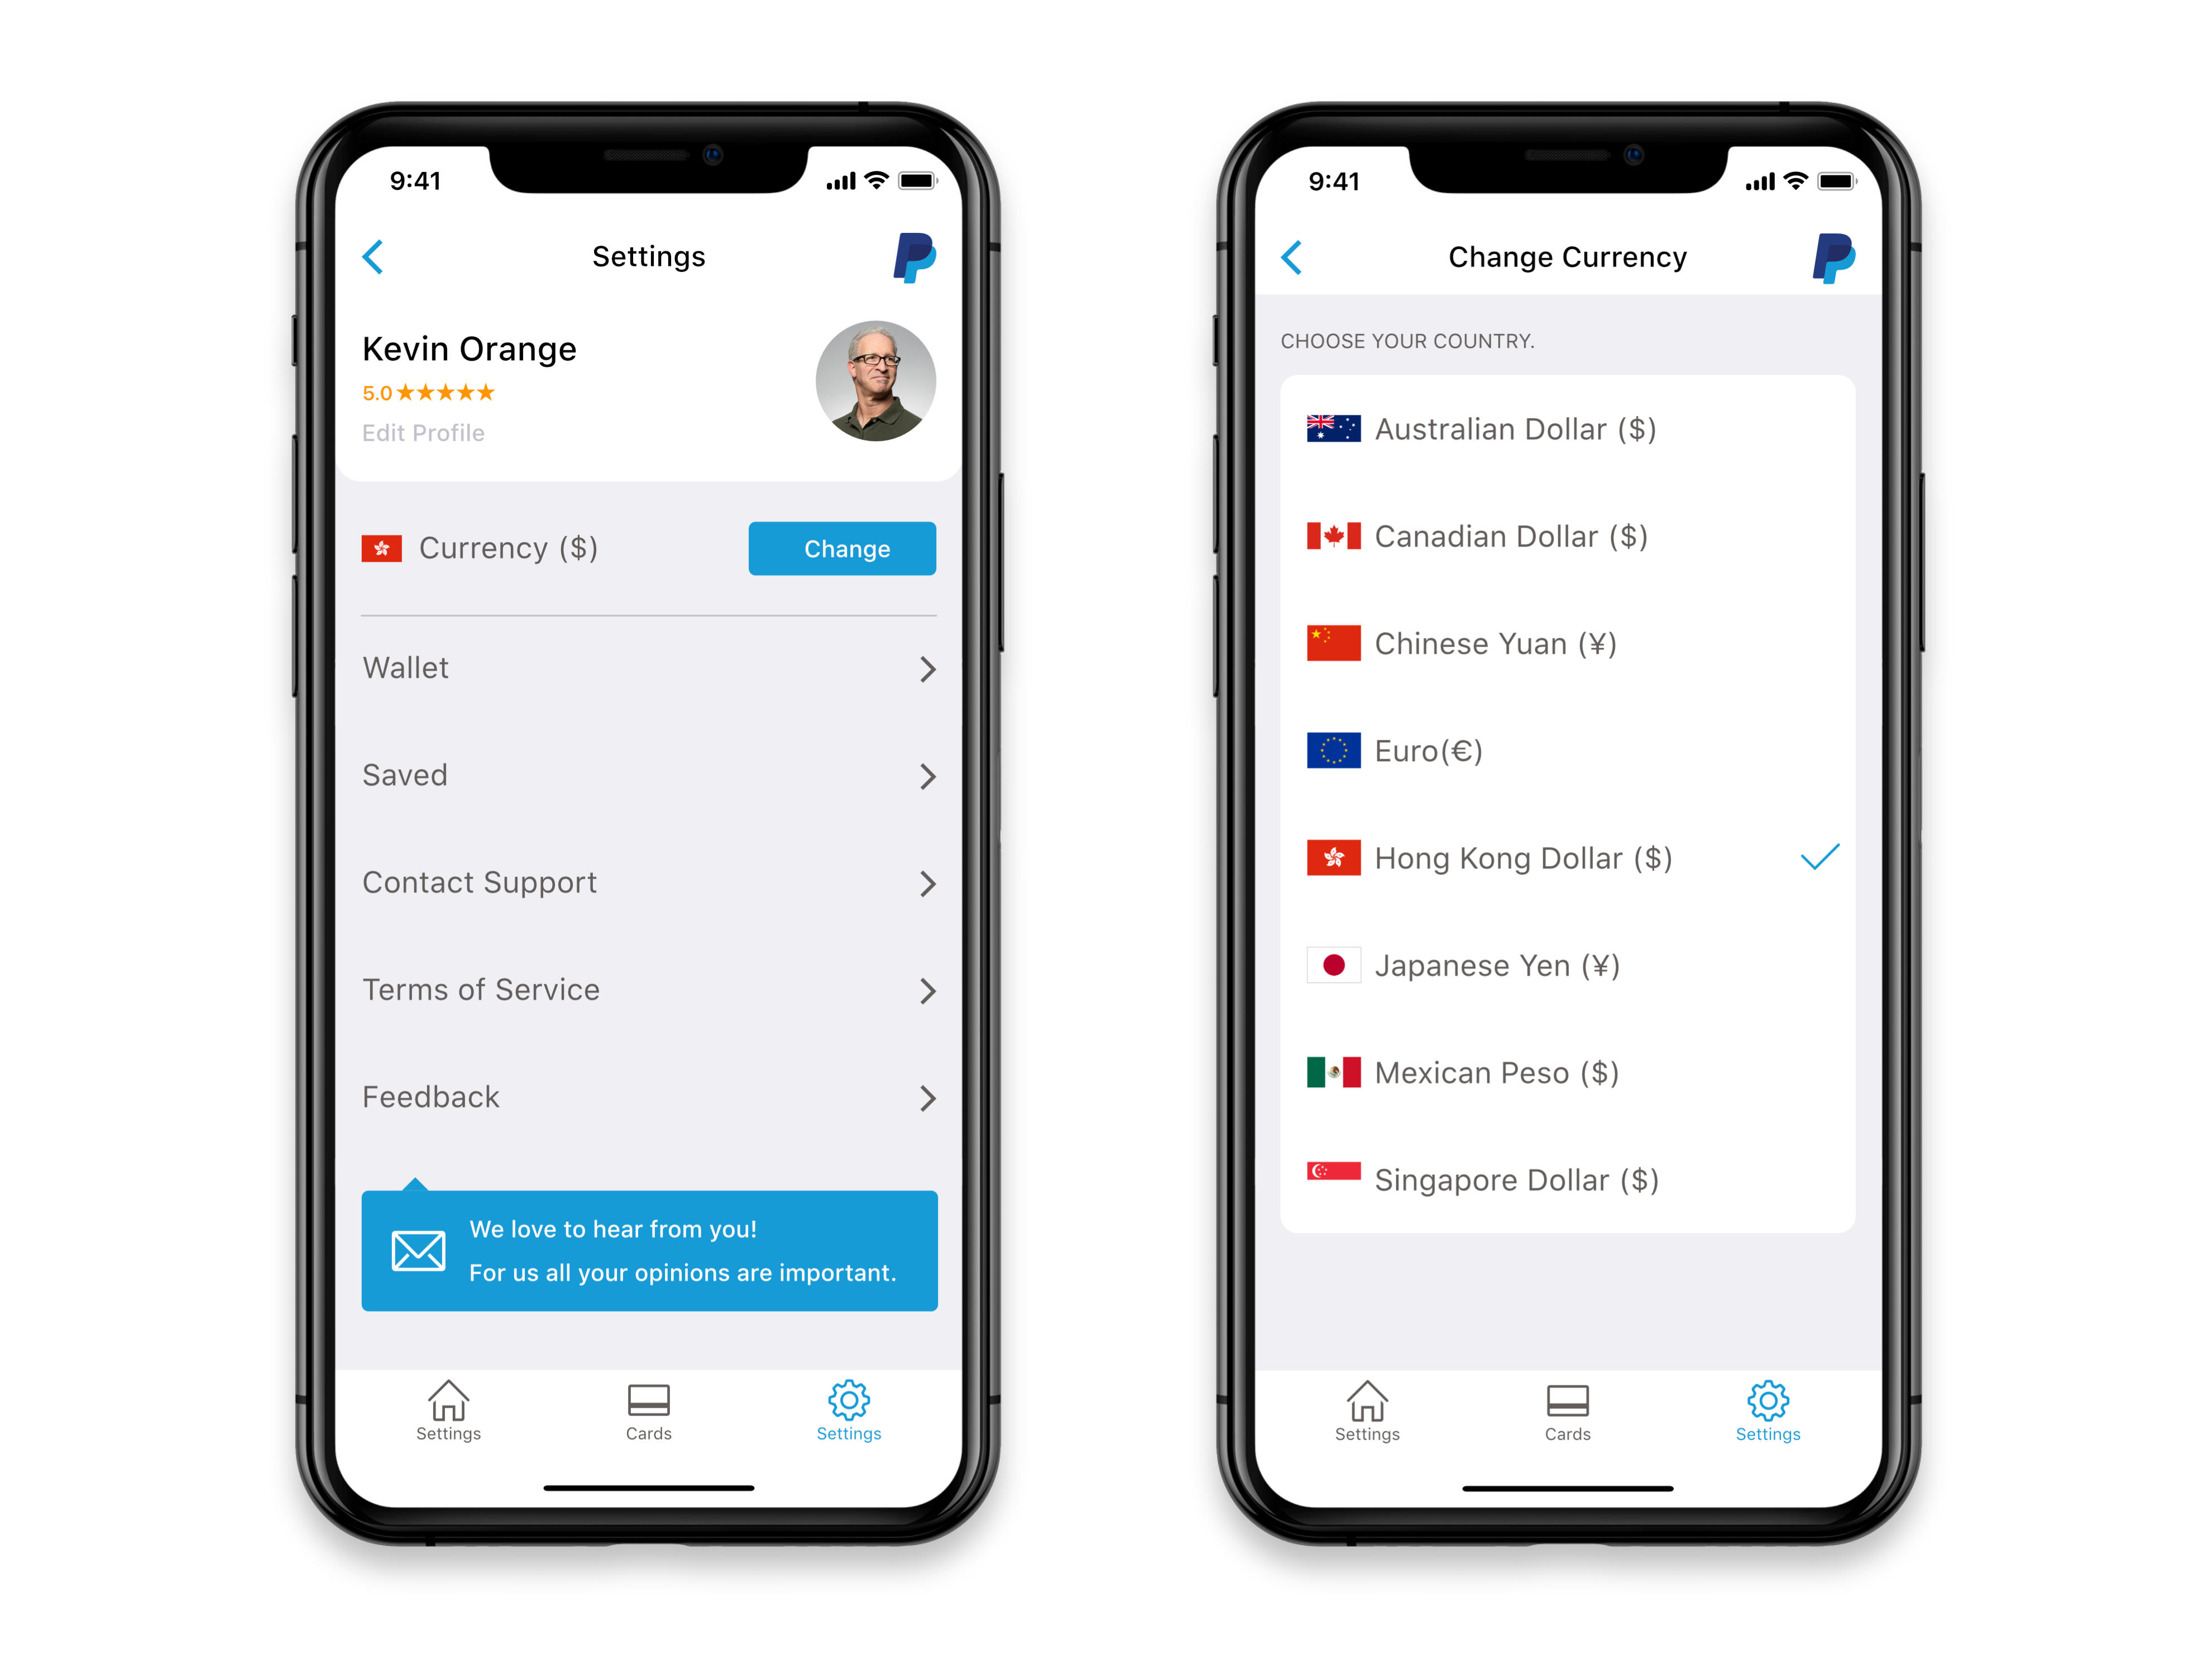 9:41
Settings
Kevin Orange
5.0★★★★★
Edit Profile
Currency ($)
Change
Wallet
Saved
Contact Support
Terms of Service
Feedback
We love to hear from you!
For us all your opinions are important.
Settings
Cards
Settings
9:41
Change Currency
CHOOSE YOUR COUNTRY.
Australian Dollar ($)
Canadian Dollar ($)
Chinese Yuan (¥)
Euro(€)
Hong Kong Dollar ($)
Japanese Yen (¥)
Mexican Peso ($)
Singapore Dollar ($)
Settings
Cards
Settings